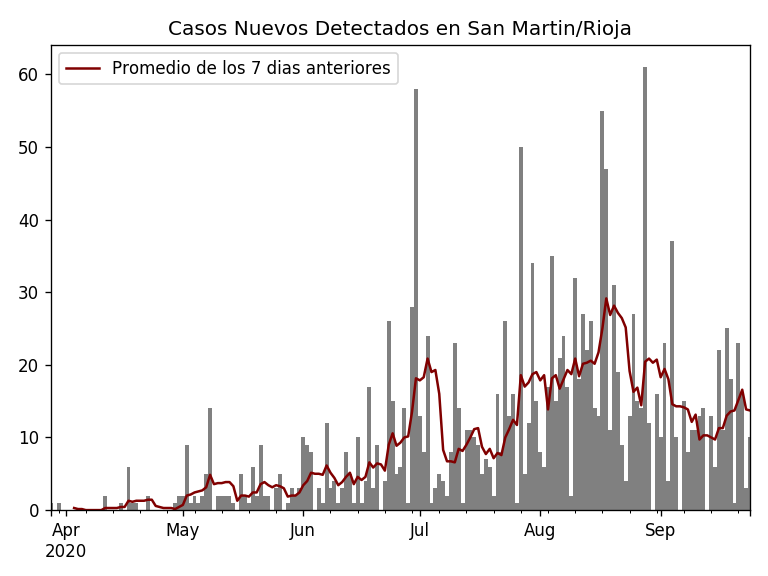 Casos Nuevos Detectados en San Martin/Rioja
Promedio de los 7 dias anteriores
60
50
40
30
20
10
0
Apr May Jun Jul Aug Sep
2020